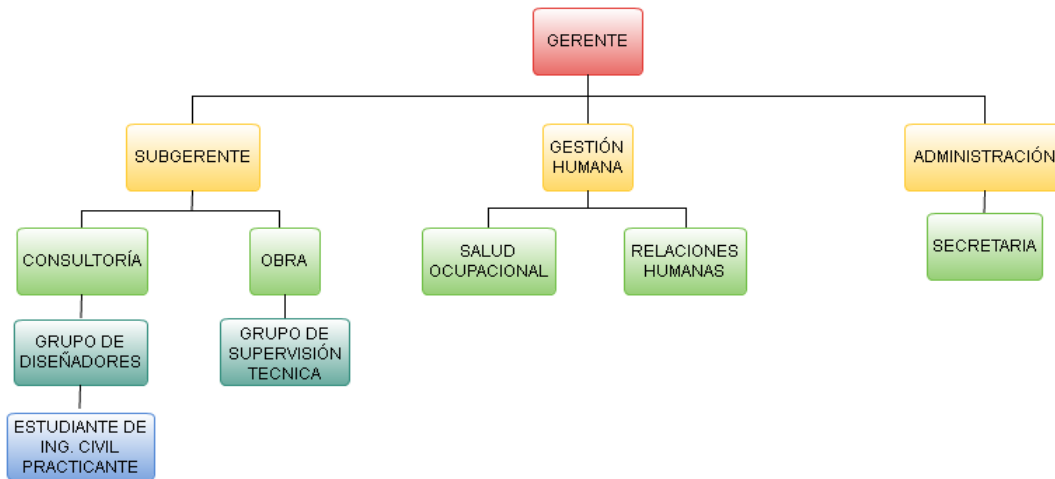 GERENTE
SUBGERENTE
GESTIÓN
HUMANA
ADMINISTRACIÓN
CONSULTORÍA
OBRA
SALUD
OCUPACIONAL
RELACIONES
HUMANAS
SECRETARIA
GRUPO DE
DISEÑADORES
GRUPO DE
SUPERVISIÓN
TECNICA
ESTUDIANTE DE
ING. CIVIL
PRACTICANTE